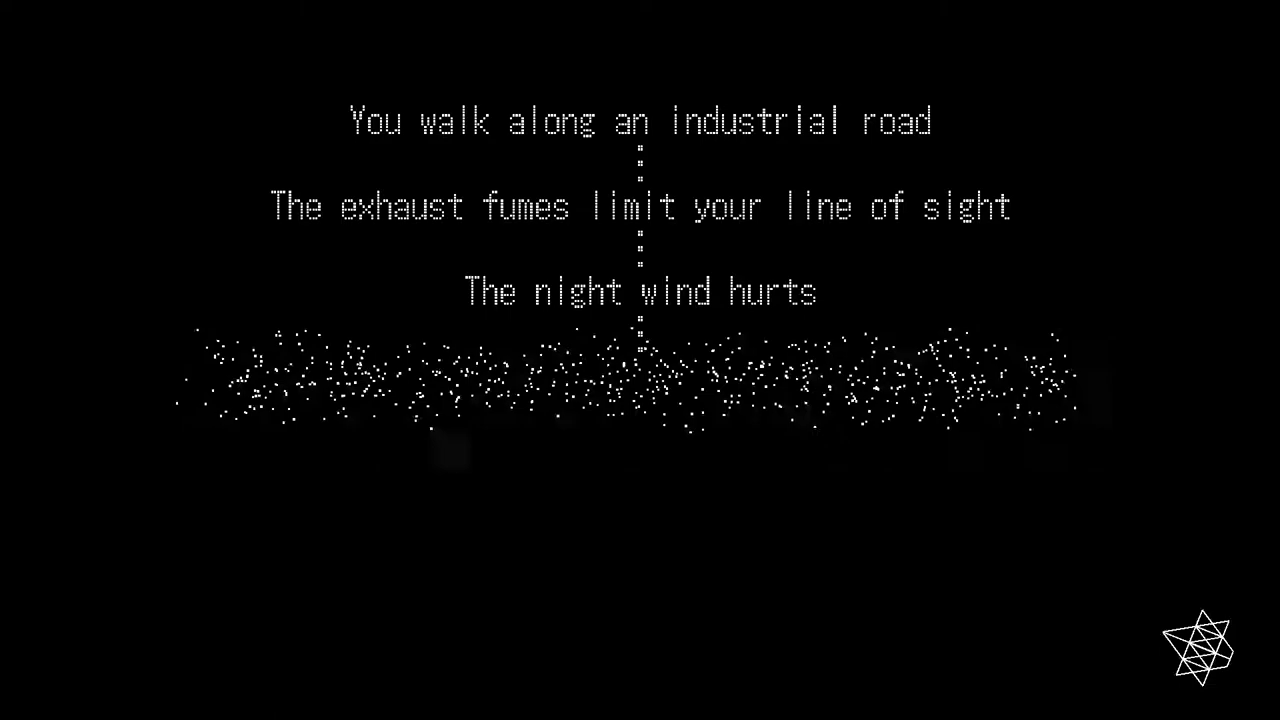 You walk along an industrial road
The exhaust fumes limit your line of sight
The night wind hurts